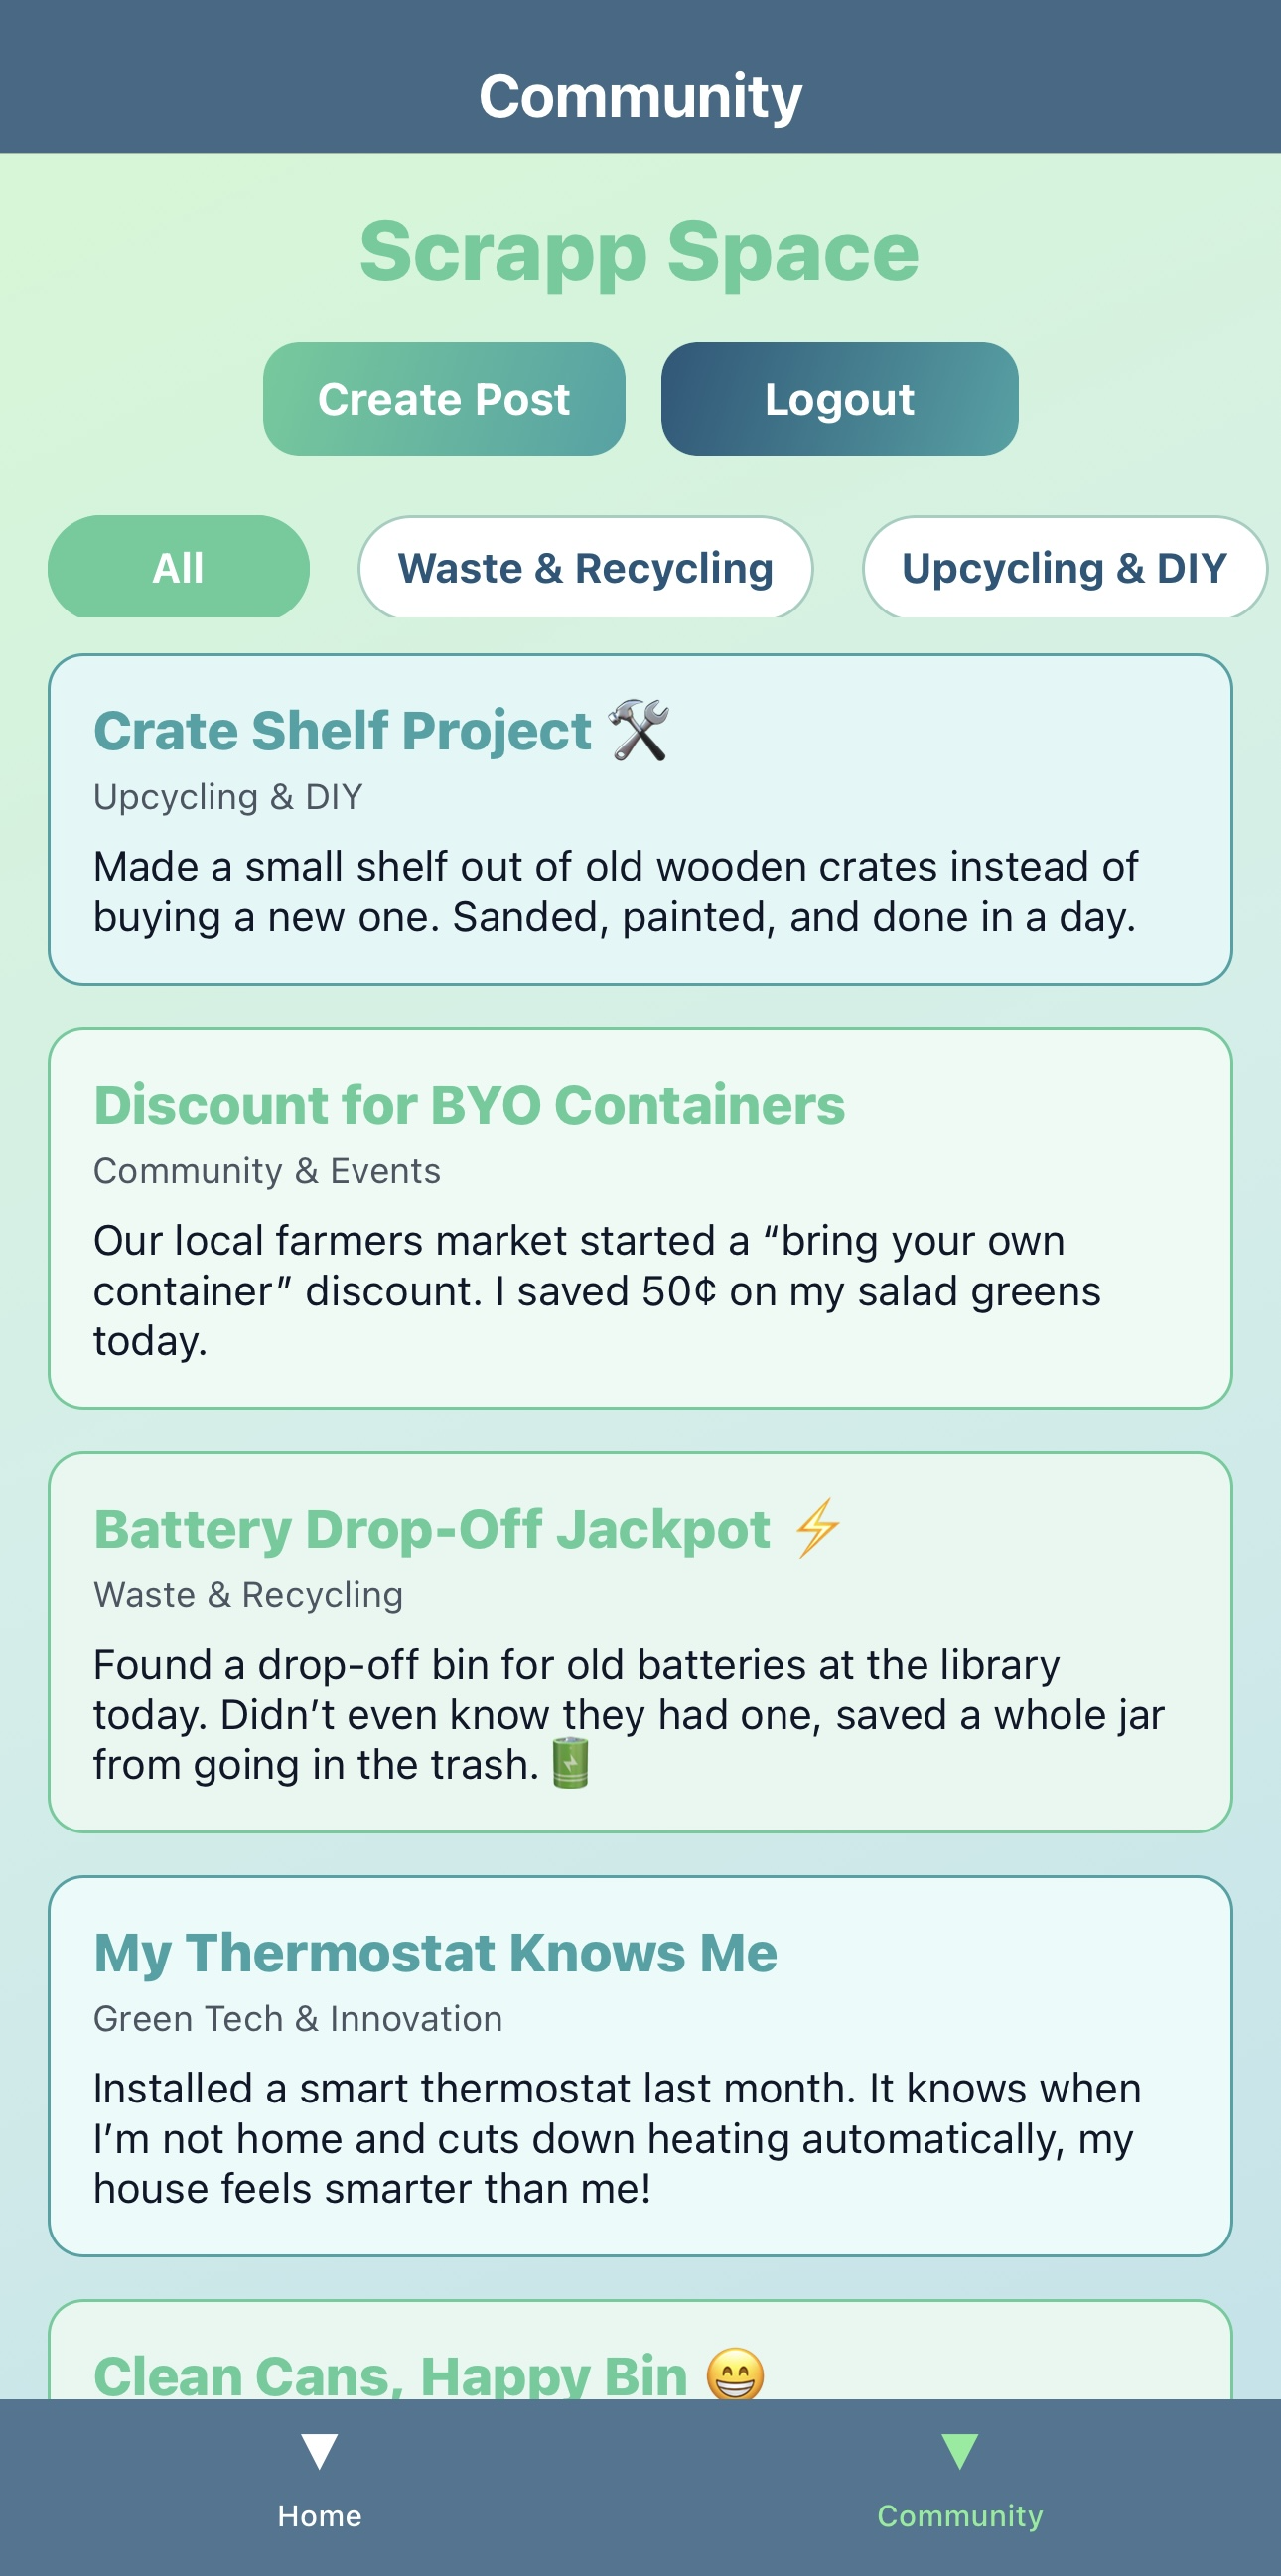 Community
Scrapp Space
Create Post
Logout
All
Waste & Recycling
Upcycling & DIY
Crate Shelf Project 🛠️
Upcycling & DIY
Made a small shelf out of old wooden crates instead of
buying a new one. Sanded, painted, and done in a day.
Discount for BYO Containers
Community & Events
Our local farmers market started a “bring your own
container” discount. I saved 50¢ on my salad greens
today.
Battery Drop-Off Jackpot ⚡
Waste & Recycling
Found a drop-off bin for old batteries at the library
today. Didn’t even know they had one, saved a whole jar
from going in the trash.🔋
My Thermostat Knows Me
Green Tech & Innovation
Installed a smart thermostat last month. It knows when
I’m not home and cuts down heating automatically, my
house feels smarter than me!
Clean Cans, Happy Bin 😁
Home
Community